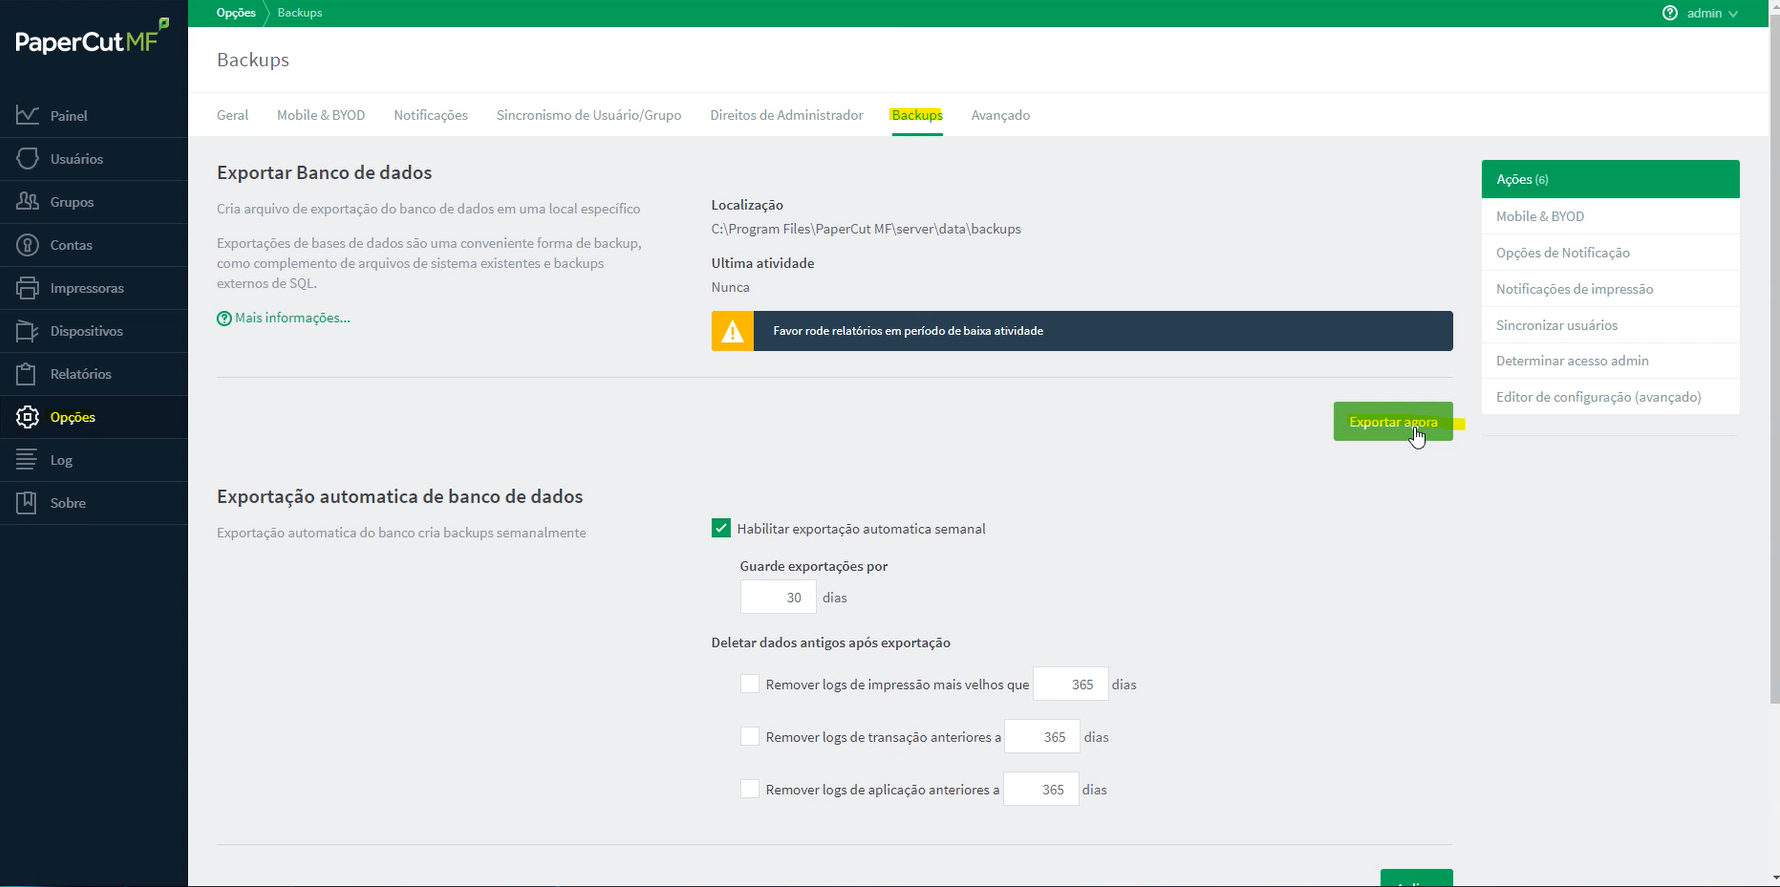 PaperCut MF
Painel
Usuários
Grupos
Contas
Impressoras
Dispositivos
Relatórios
Opções
Log
Sobre
Opções
Backups
admin
Backups
Geral
Mobile & BYOD
Notificações
Sincronismo de Usuário/Grupo
Direitos de Administrador
Backups
Avançado
Exportar Banco de dados
Cria arquivo de exportação do banco de dados em uma local específico
Exportações de bases de dados são uma conveniente forma de backup,
como complemento de arquivos de sistema existentes e backups
externos de SQL.
Mais informações...
Localização
C:\Program Files\PaperCut MF\server\data\backups
Ultima atividade
Nunca
Favor rode relatórios em período de baixa atividade
Exportar agora
Exportação automatica de banco de dados
Exportação automatica do banco cria backups semanalmente
Habilitar exportação automatica semanal
Guarde exportações por
30 dias
Deletar dados antigos após exportação
Remover logs de impressão mais velhos que 365 dias
Remover logs de transação anteriores a 365 dias
Remover logs de aplicação anteriores a 365 dias
Ações (6)
Mobile & BYOD
Opções de Notificação
Notificações de impressão
Sincronizar usuários
Determinar acesso admin
Editor de configuração (avançado)